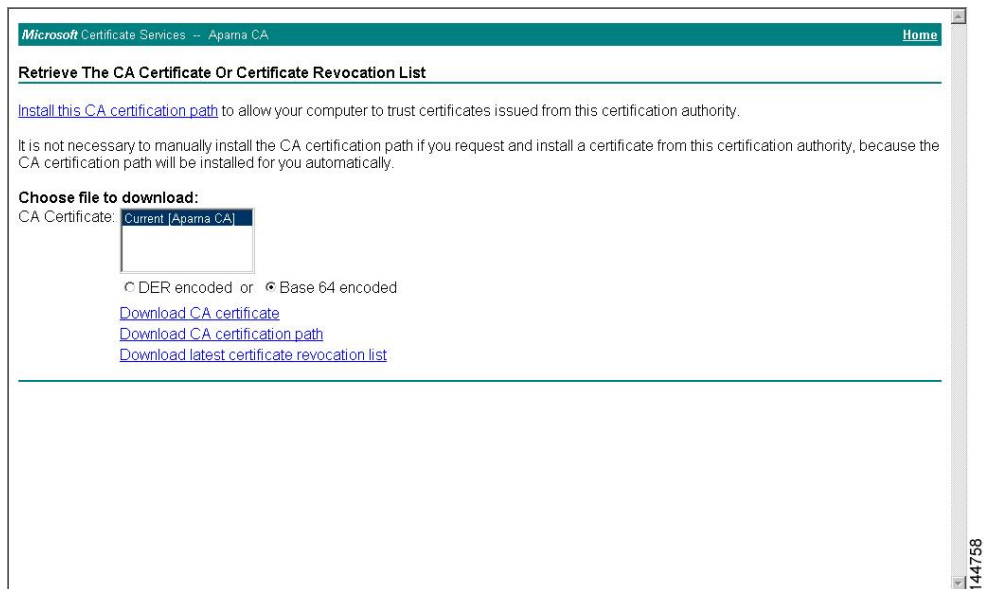 Microsoft Certificate Services -- Aparna CA Home
Retrieve The CA Certificate Or Certificate Revocation List
Install this CA certification path to allow your computer to trust certificates issued from this certification authority.
It is not necessary to manually install the CA certification path if you request and install a certificate from this certification authority, because the
CA certification path will be installed for you automatically.
Choose file to download:
CA Certificate: Current [Aparna CA]
DER encoded or Base 64 encoded
Download CA certificate
Download CA certification path
Download latest certificate revocation list
144758